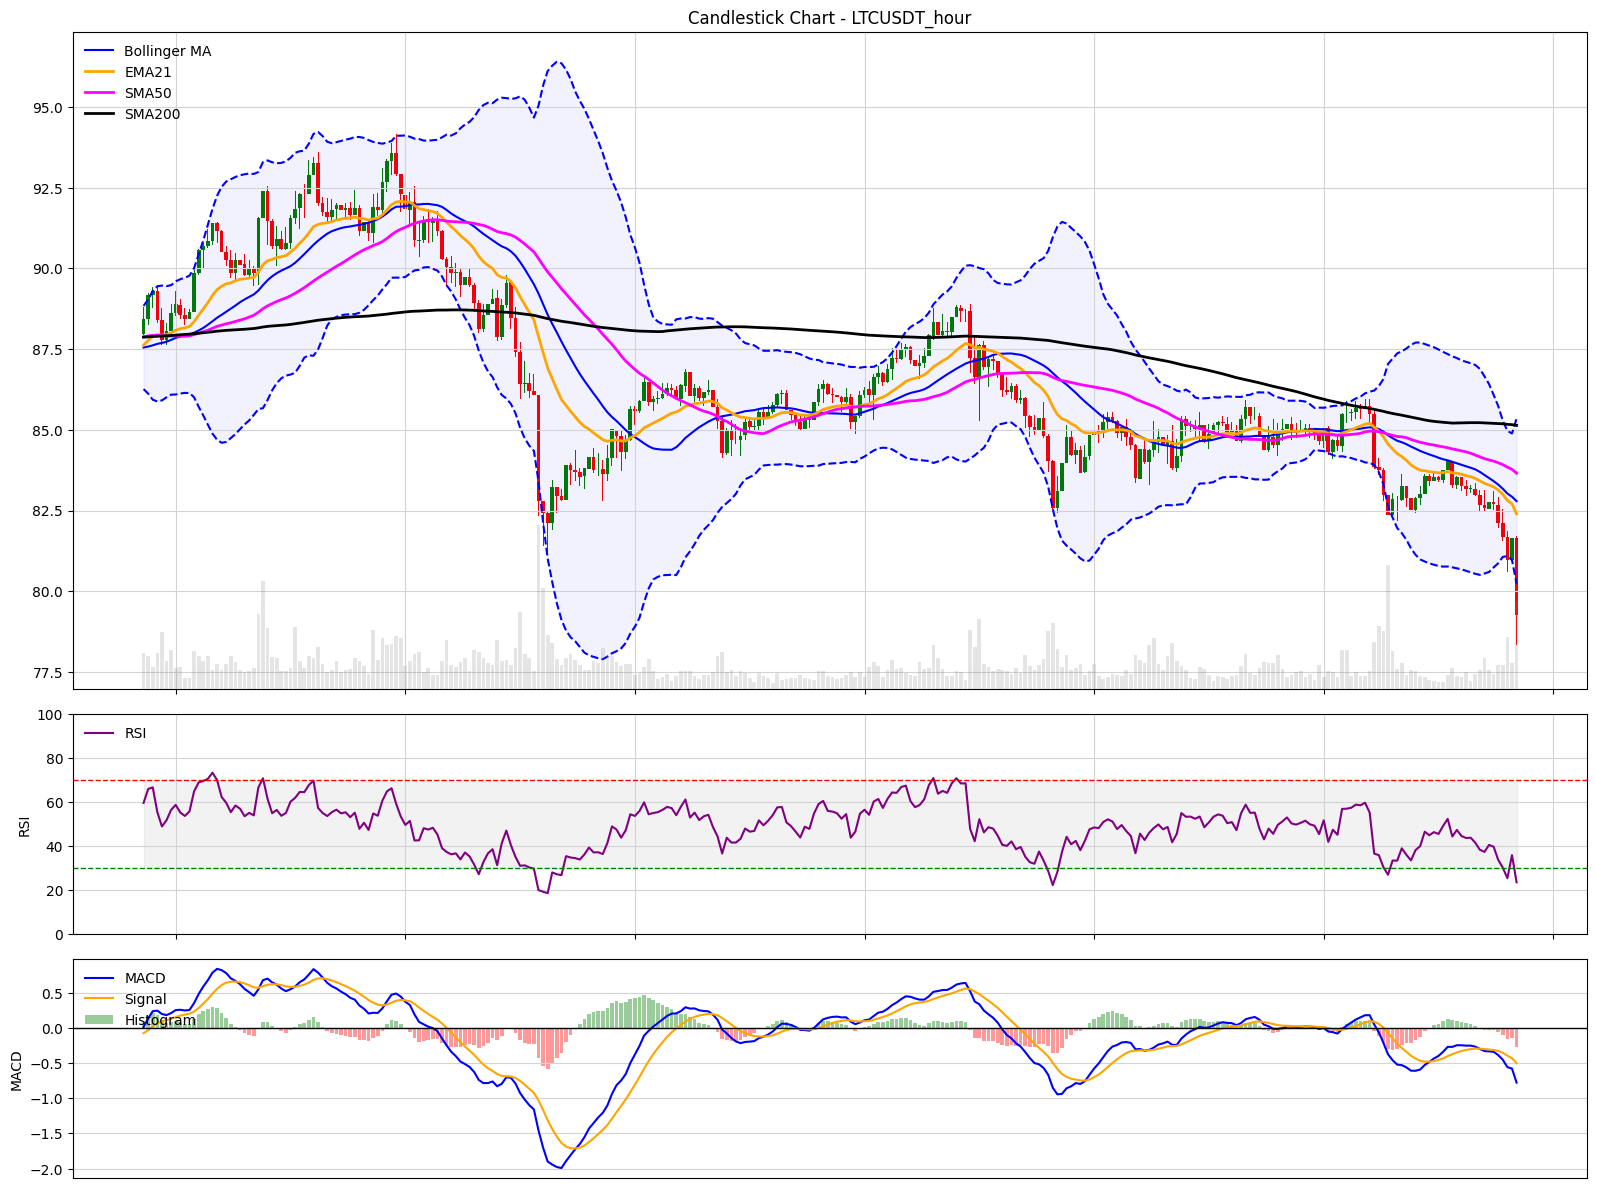 Candlestick Chart - LTCUSDT_hour
Bollinger MA
EMA21
SMA50
SMA200
95.0
92.5
90.0
87.5
85.0
82.5
80.0
77.5
RSI
100
80
60
40
20
0
RSI
MACD
Signal
Histogram
0.5
0.0
−0.5
−1.0
−1.5
−2.0
MACD